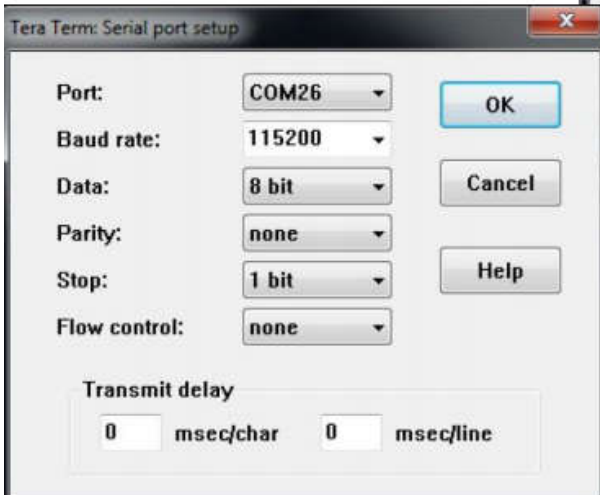 Tera Term: Serial port setup
Port: COM26
OK
Baud rate: 115200
Data: 8 bit
Cancel
Parity: none
Stop: 1 bit
Help
Flow control: none
Transmit delay
0 msec/char 0 msec/line